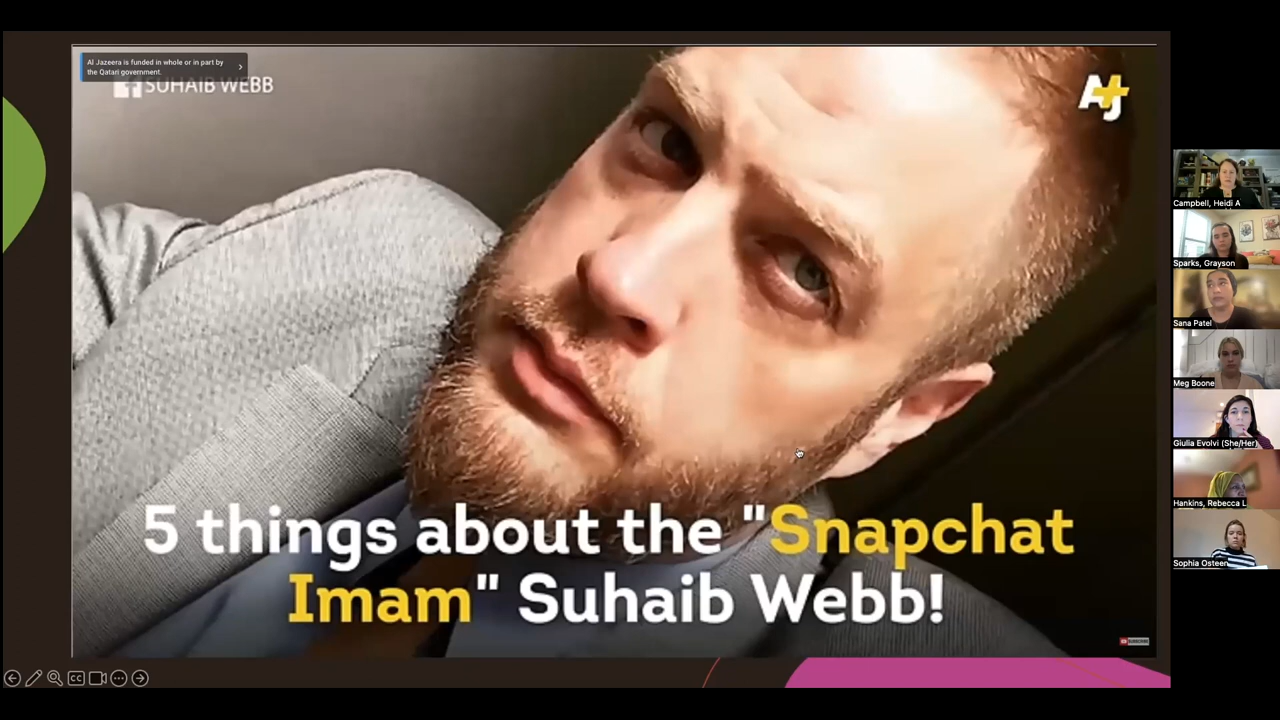 Al Jazeera is funded in whole or in part by
the Qatari government.
SUHAIB WEBB
AJ+
5 things about the "Snapchat
Imam" Suhaib Webb!
SUBSCRIBE
CC
Campbell, Heidi A
Sparks, Grayson
Sana Patel
Meg Boone
Giulia Evolvi (She/Her)
Hankins, Rebecca L
Sophia Osteen